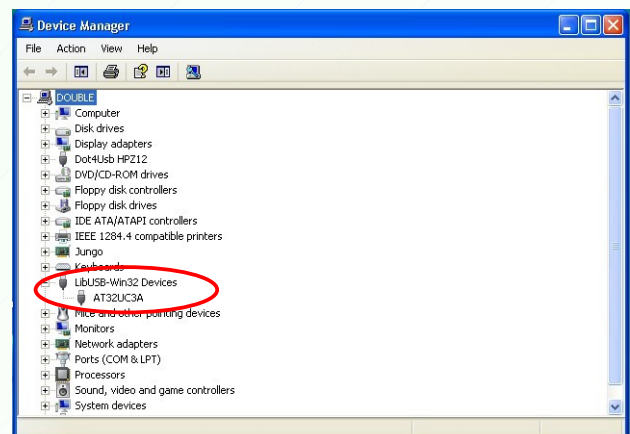 Device Manager
File Action View Help
DOUBLE
Computer
Disk drives
Display adapters
Dot4Usb HPZ12
DVD/CD-ROM drives
Floppy disk controllers
Floppy disk drives
IDE ATA/ATAPI controllers
IEEE 1284.4 compatible printers
Jungo
Keyboards
LibUSB-Win32 Devices
AT32UC3A
Mice and other pointing devices
Monitors
Network adapters
Ports (COM & LPT)
Processors
Sound, video and game controllers
System devices